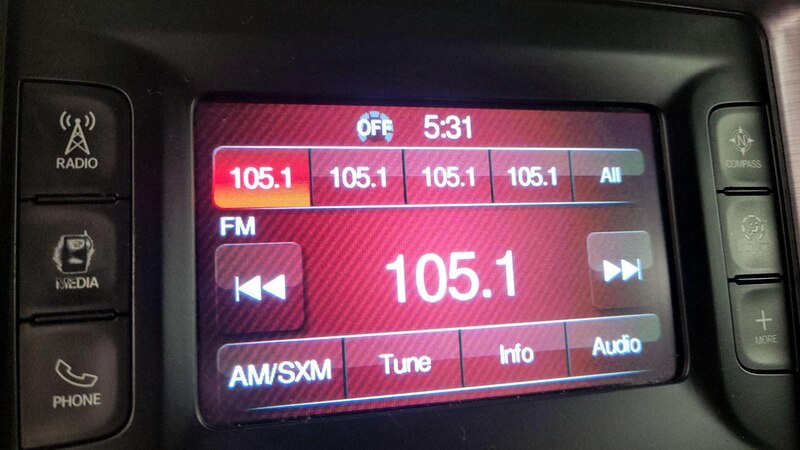 RADIO
MEDIA
PHONE
OFF 5:31
105.1 105.1 105.1 105.1 All
FM
105.1
AM/SXM Tune Info Audio
N
COMPASS
+
MORE